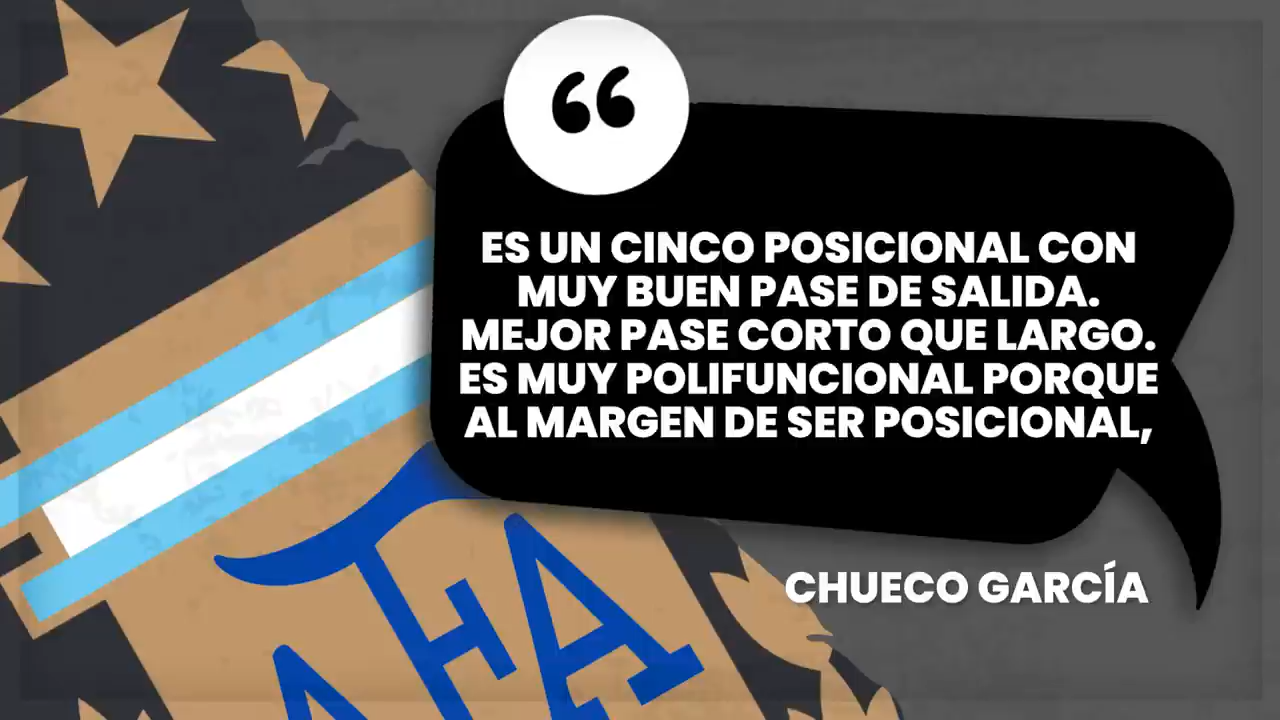 “
ES UN CINCO POSICIONAL CON
MUY BUEN PASE DE SALIDA.
MEJOR PASE CORTO QUE LARGO.
ES MUY POLIFUNCIONAL PORQUE
AL MARGEN DE SER POSICIONAL,
CHUECO GARCÍA
AFA